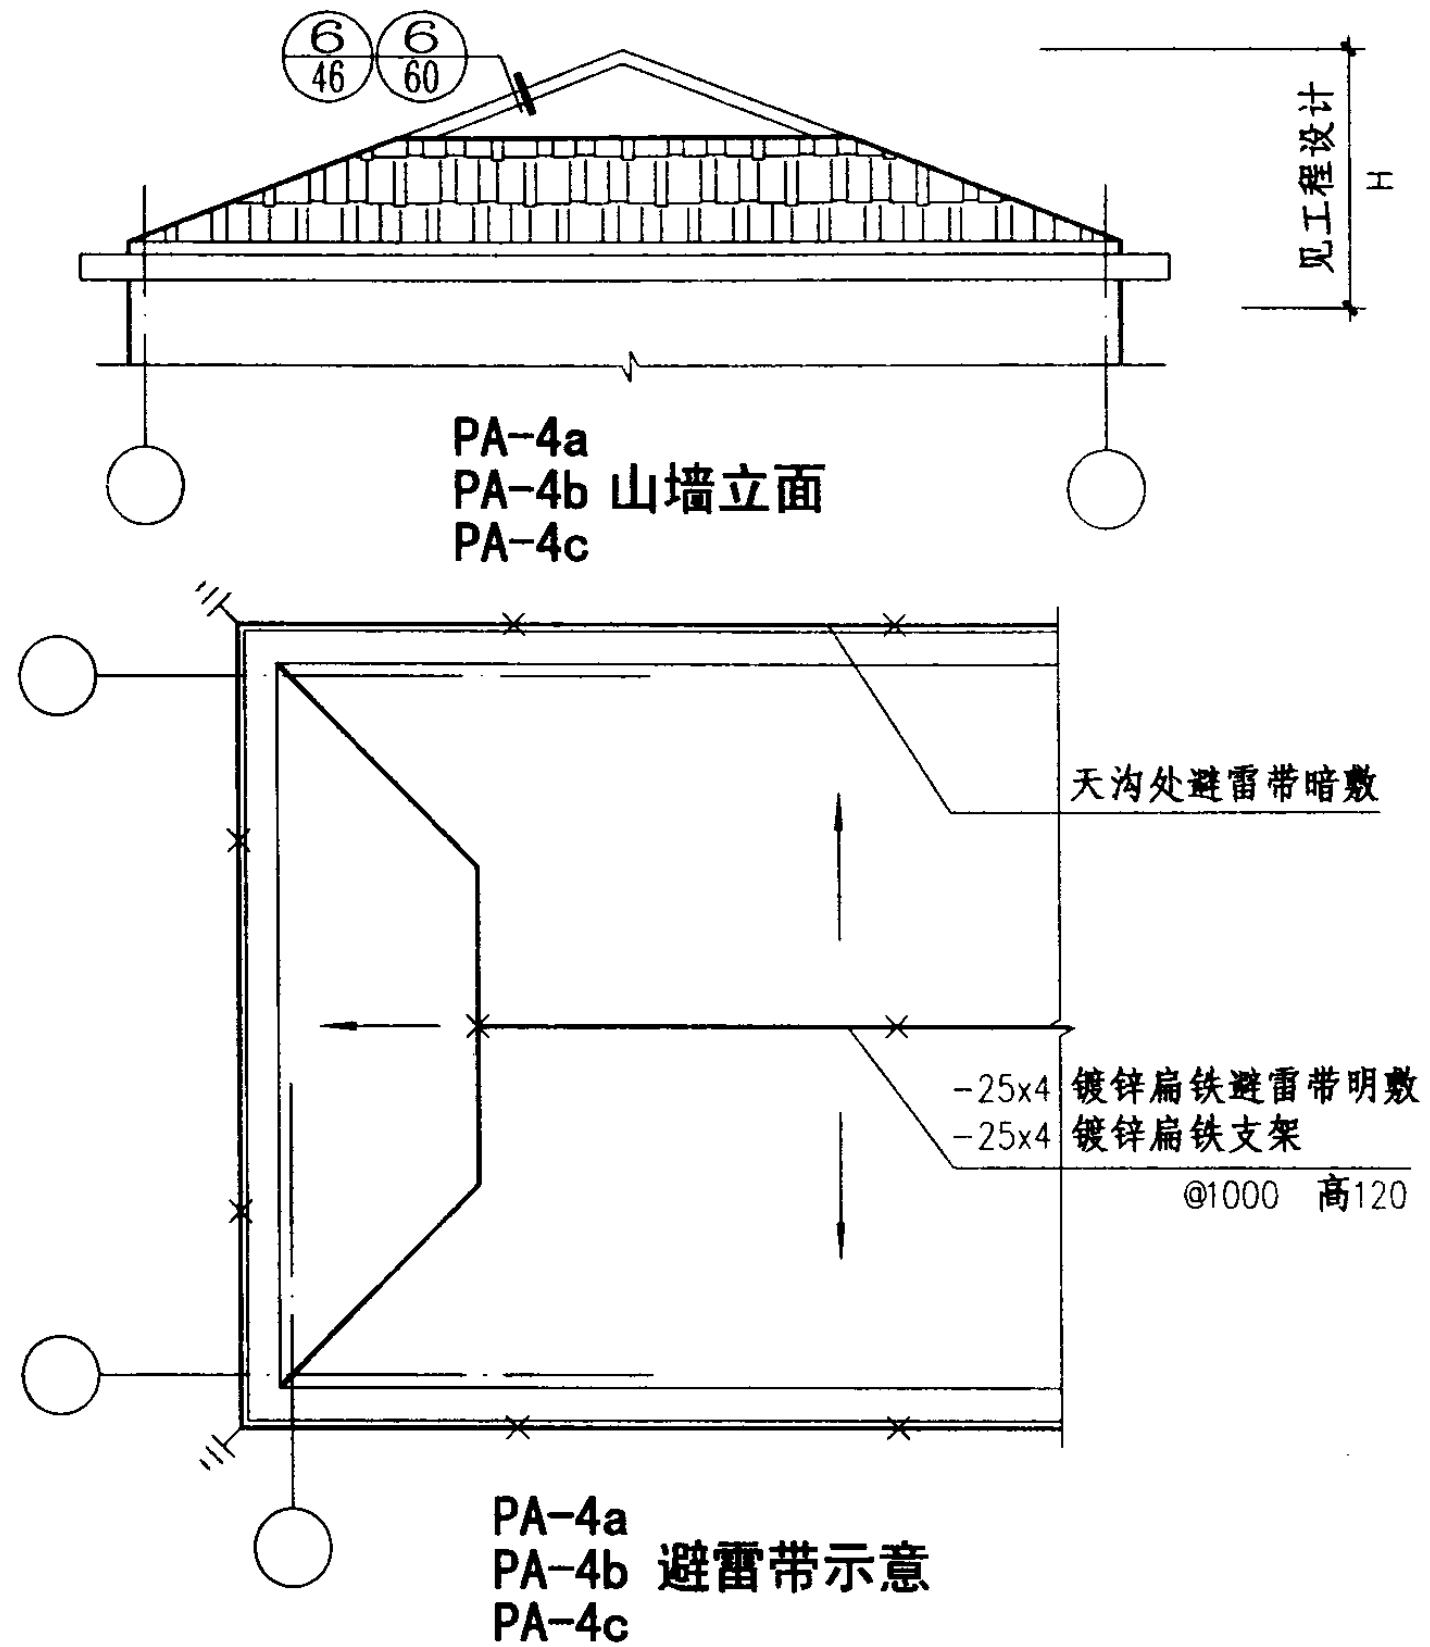 6 6
46 60
见工程设计
H
PA-4a
PA-4b 山墙立面
PA-4c
天沟处避雷带暗敷
-25x4 镀锌扁铁避雷带明敷
-25x4 镀锌扁铁支架
@1000 高120
PA-4a
PA-4b 避雷带示意
PA-4c